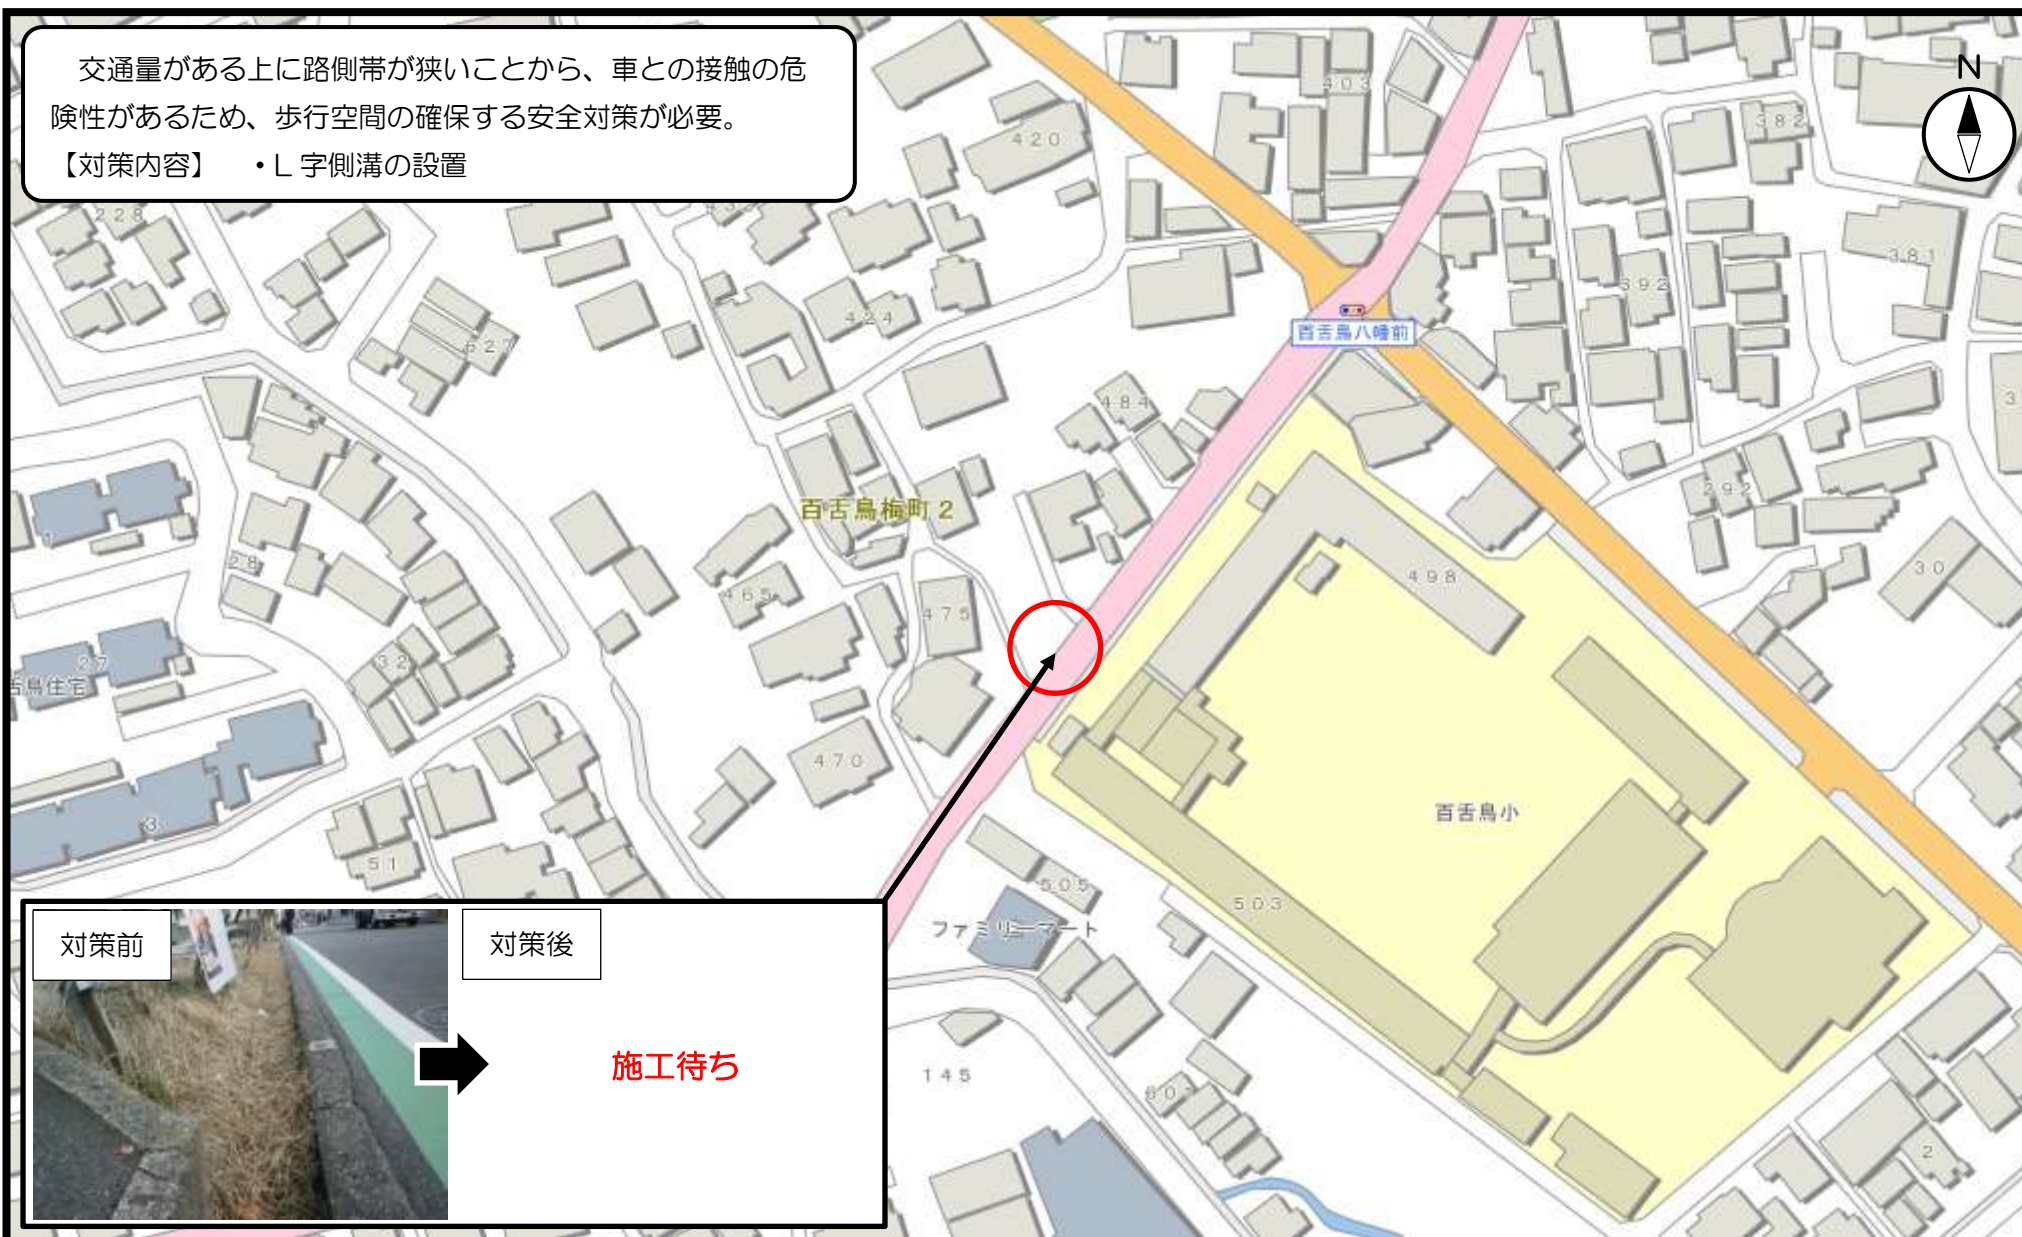 交通量がある上に路側帯が狭いことから、車との接触の危
険性があるため、歩行空間の確保する安全対策が必要。
【対策内容】　・L字側溝の設置
N
403
382
420
228
432
381
392
424
627
百舌鳥八幡前
484
292
百舌鳥梅町2
1
28
498
30
465
475
32
27
舌鳥住宅
470
百舌鳥小
3
51
505
503
ファミリーマート
対策前
対策後
施工待ち
145
2